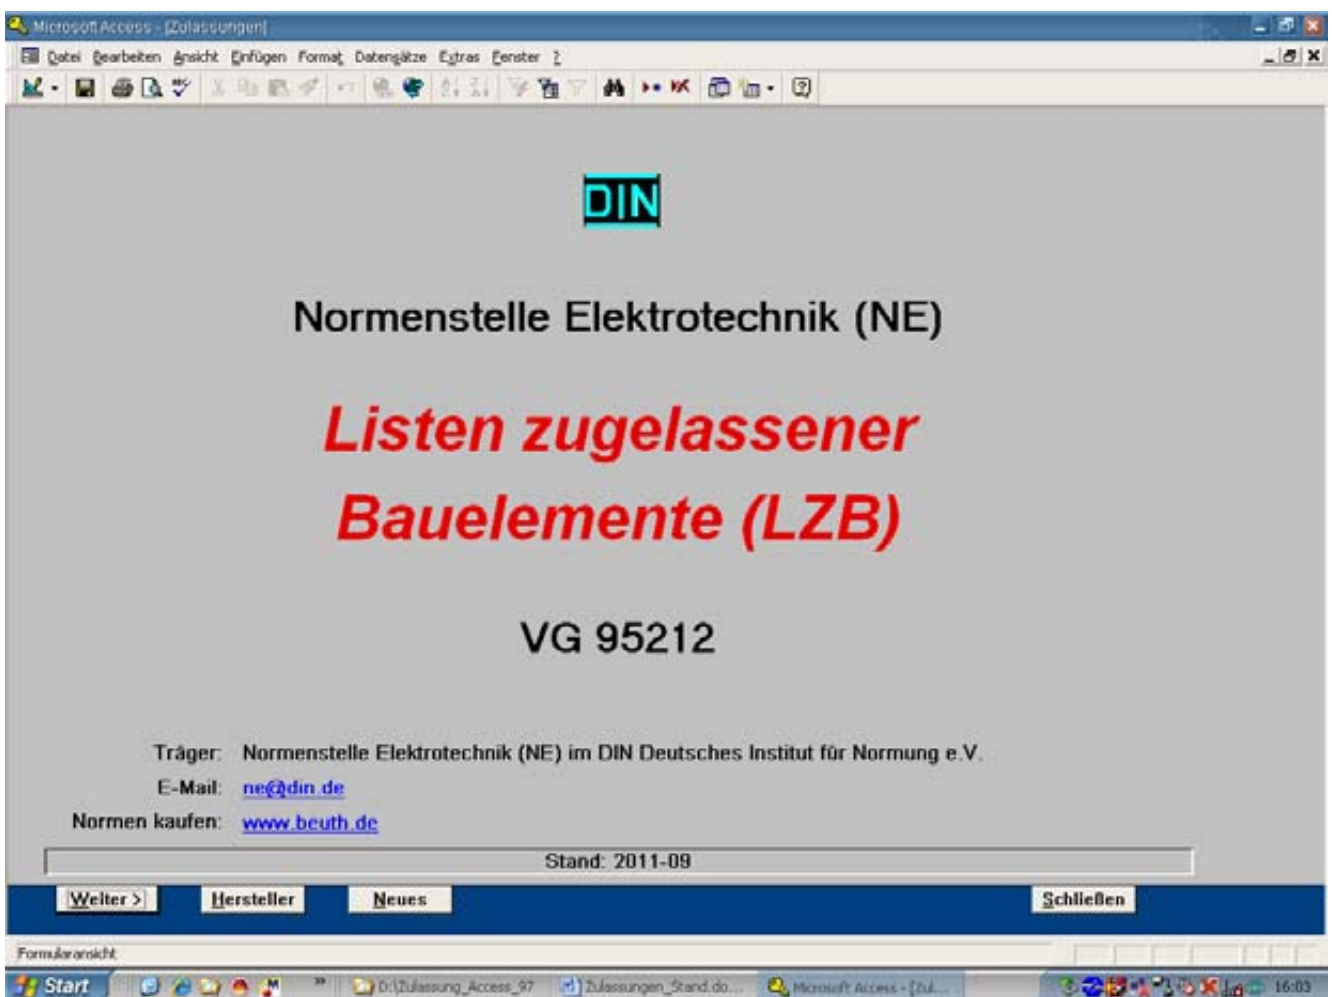 Microsoft Access - [Zulassungen]
Datei Bearbeiten Ansicht Einfügen Format Datensätze Extras Fenster ?
DIN
Normenstelle Elektrotechnik (NE)
Listen zugelassener
Bauelemente (LZB)
VG 95212
Träger: Normenstelle Elektrotechnik (NE) im DIN Deutsches Institut für Normung e.V.
E-Mail: ne@din.de
Normen kaufen: www.beuth.de
Stand: 2011-09
Weiter > Hersteller Neues Schließen
Formularansicht
Start » D:\Zulassung_Access_97 Zulassungen_Stand.do... Microsoft Access - [Zul... 16:03